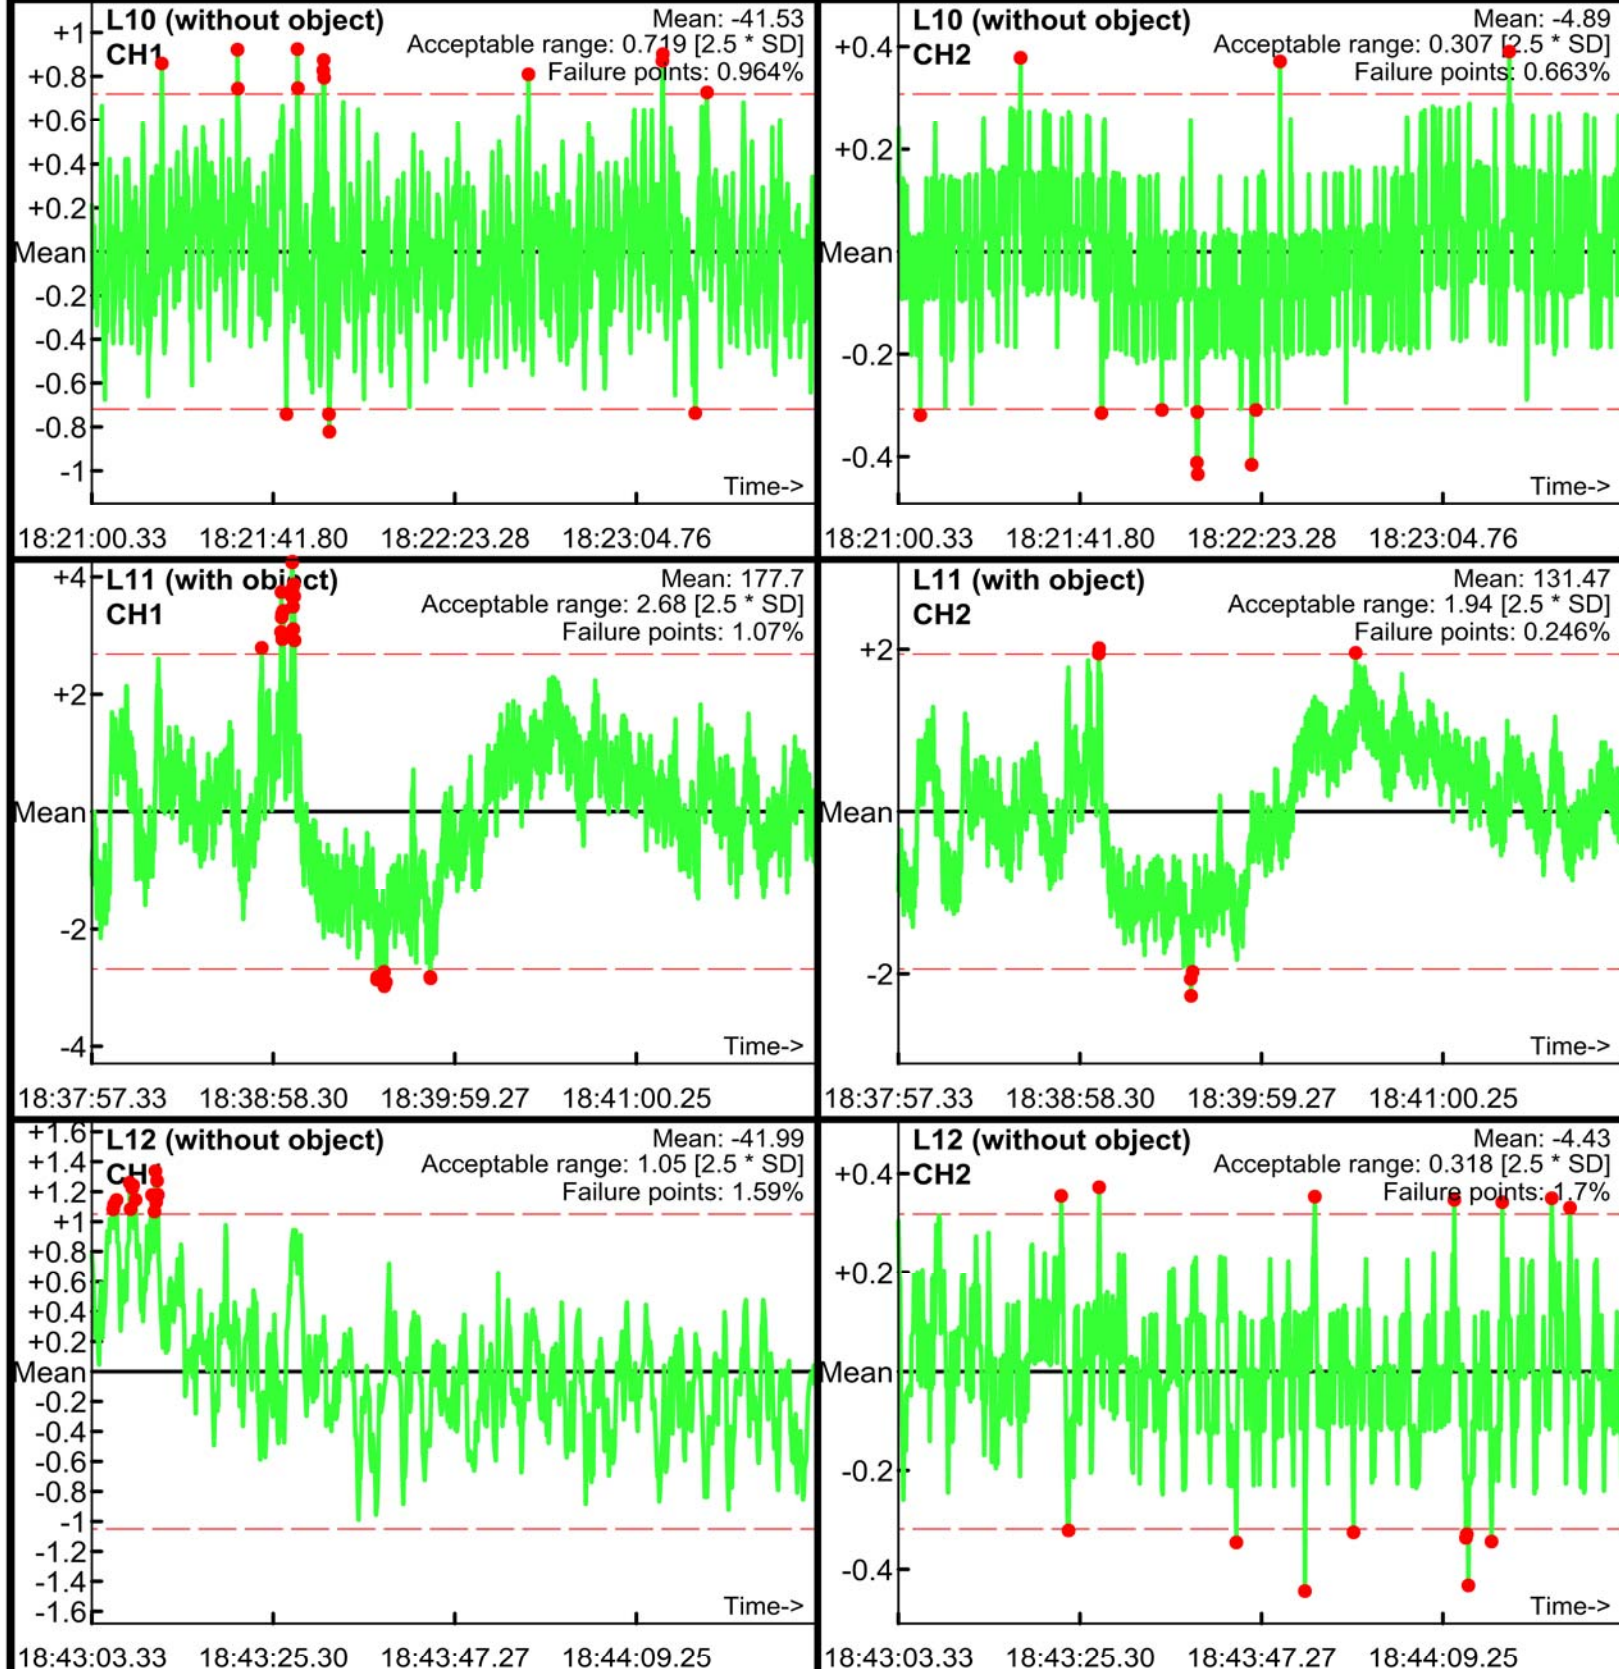 L10 (without object)
CH1
Mean: -41.53
Acceptable range: 0.719 [2.5 * SD]
Failure points: 0.964%
+1
+0.8
+0.6
+0.4
+0.2
Mean
-0.2
-0.4
-0.6
-0.8
-1
Time->
18:21:00.33 18:21:41.80 18:22:23.28 18:23:04.76
L10 (without object)
CH2
Mean: -4.89
Acceptable range: 0.307 [2.5 * SD]
Failure points: 0.663%
+0.4
+0.2
Mean
-0.2
-0.4
Time->
18:21:00.33 18:21:41.80 18:22:23.28 18:23:04.76
L11 (with object)
CH1
Mean: 177.7
Acceptable range: 2.68 [2.5 * SD]
Failure points: 1.07%
+4
+2
Mean
-2
-4
Time->
18:37:57.33 18:38:58.30 18:39:59.27 18:41:00.25
L11 (with object)
CH2
Mean: 131.47
Acceptable range: 1.94 [2.5 * SD]
Failure points: 0.246%
+2
Mean
-2
Time->
18:37:57.33 18:38:58.30 18:39:59.27 18:41:00.25
L12 (without object)
CH1
Mean: -41.99
Acceptable range: 1.05 [2.5 * SD]
Failure points: 1.59%
+1.6
+1.4
+1.2
+1
+0.8
+0.6
+0.4
+0.2
Mean
-0.2
-0.4
-0.6
-0.8
-1
-1.2
-1.4
-1.6
Time->
18:43:03.33 18:43:25.30 18:43:47.27 18:44:09.25
L12 (without object)
CH2
Mean: -4.43
Acceptable range: 0.318 [2.5 * SD]
Failure points: 1.7%
+0.4
+0.2
Mean
-0.2
-0.4
Time->
18:43:03.33 18:43:25.30 18:43:47.27 18:44:09.25